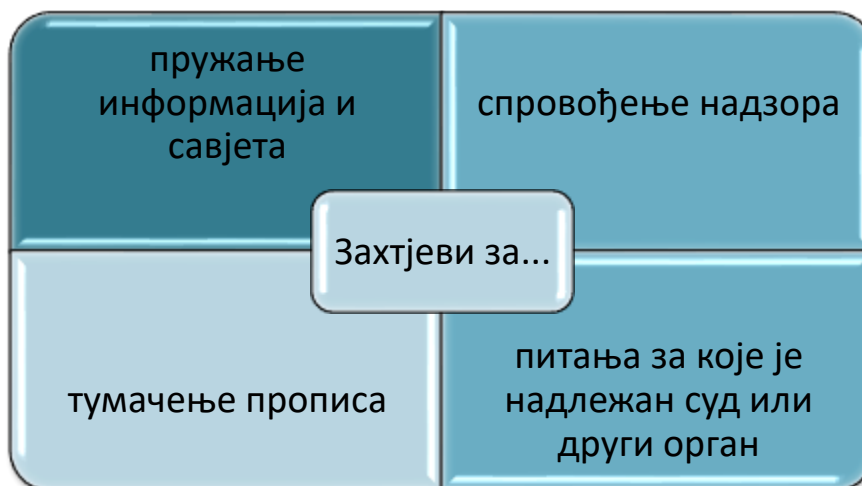 пружање
информација и
савјета
спровођење надзора
Захтјеви за...
тумачење прописа
питања за које је
надлежан суд или
други орган